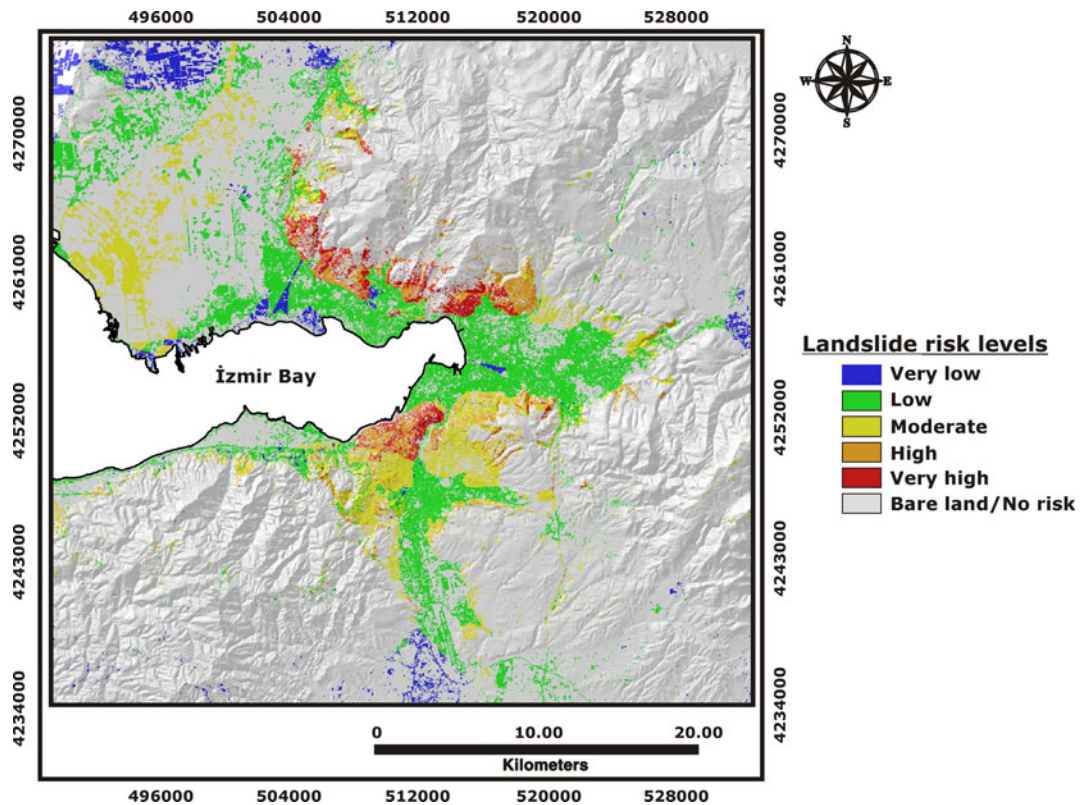 496000 504000 512000 520000 528000
N
W E
S
4270000 4270000
4261000 4261000
İzmir Bay
Landslide risk levels
Very low
Low
Moderate
High
Very high
Bare land/No risk
4252000 4252000
4243000 4243000
4234000 4234000
0 10.00 20.00
Kilometers
496000 504000 512000 520000 528000